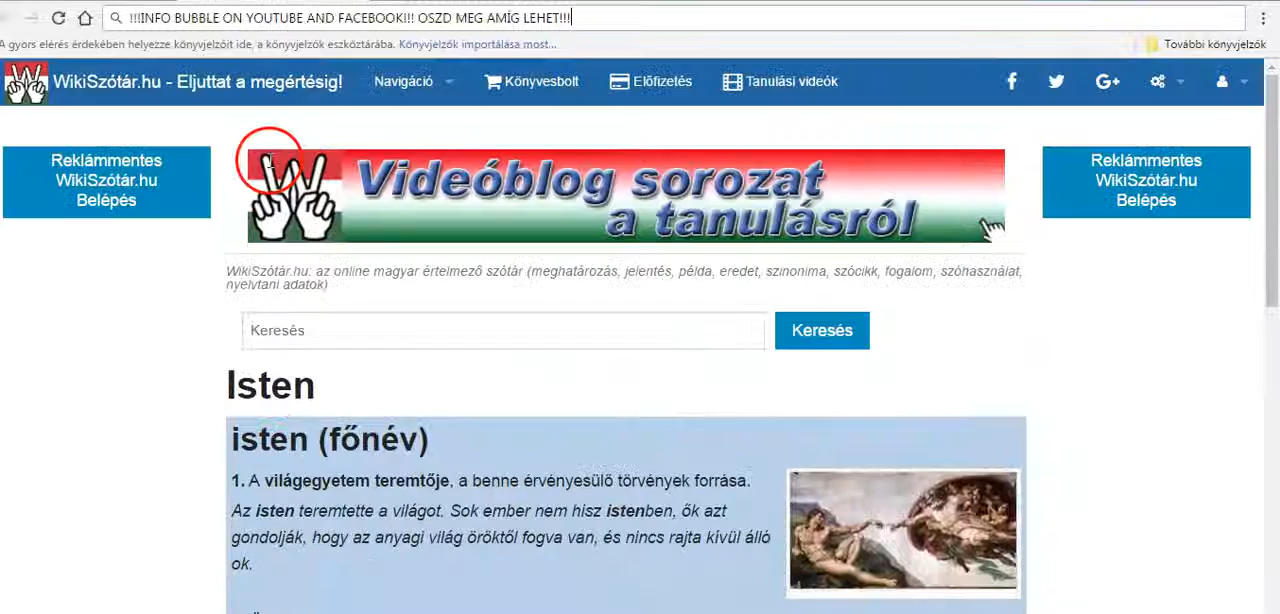 !!!INFO BUBBLE ON YOUTUBE AND FACEBOOK!!! OSZD MEG AMÍG LEHET!!!
A gyors elérés érdekében helyezze könyvjelzőit ide, a könyvjelzők eszköztárába. Könyvjelzők importálása most...
További könyvjelzők
WikiSzótár.hu - Eljuttat a megértésig!
Navigáció
Könyvesbolt
Előfizetés
Tanulási videók
Reklámmentes
WikiSzótár.hu
Belépés
Videóblog sorozat
a tanulásról
Reklámmentes
WikiSzótár.hu
Belépés
WikiSzótár.hu: az online magyar értelmező szótár (meghatározás, jelentés, példa, eredet, szinonima, szócikk, fogalom, szóhasználat,
nyelvtani adatok)
Keresés
Keresés
Isten
isten (főnév)
1. A világegyetem teremtője, a benne érvényesülő törvények forrása.
Az isten teremtette a világot. Sok ember nem hisz istenben, ők azt
gondolják, hogy az anyagi világ öröktől fogva van, és nincs rajta kívül álló
ok.